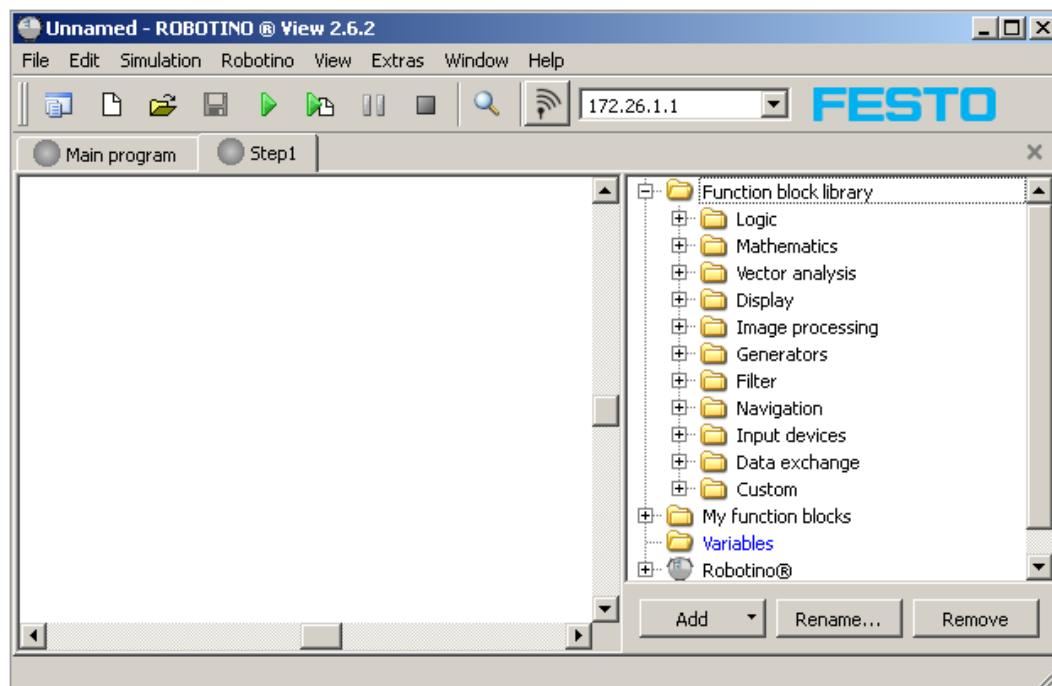 Unnamed - ROBOTINO ® View 2.6.2
File Edit Simulation Robotino View Extras Window Help
172.26.1.1 FESTO
Main program Step1
Function block library
Logic
Mathematics
Vector analysis
Display
Image processing
Generators
Filter
Navigation
Input devices
Data exchange
Custom
My function blocks
Variables
Robotino®
Add Rename... Remove